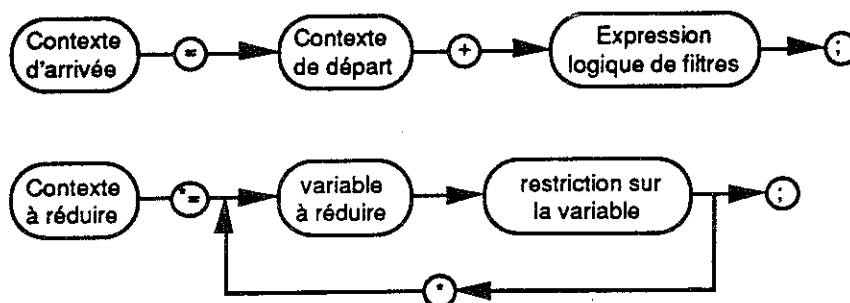 Contexte d'arrivée = Contexte de départ + Expression logique de filtres ;
Contexte à réduire *= variable à réduire restriction sur la variable ;
*